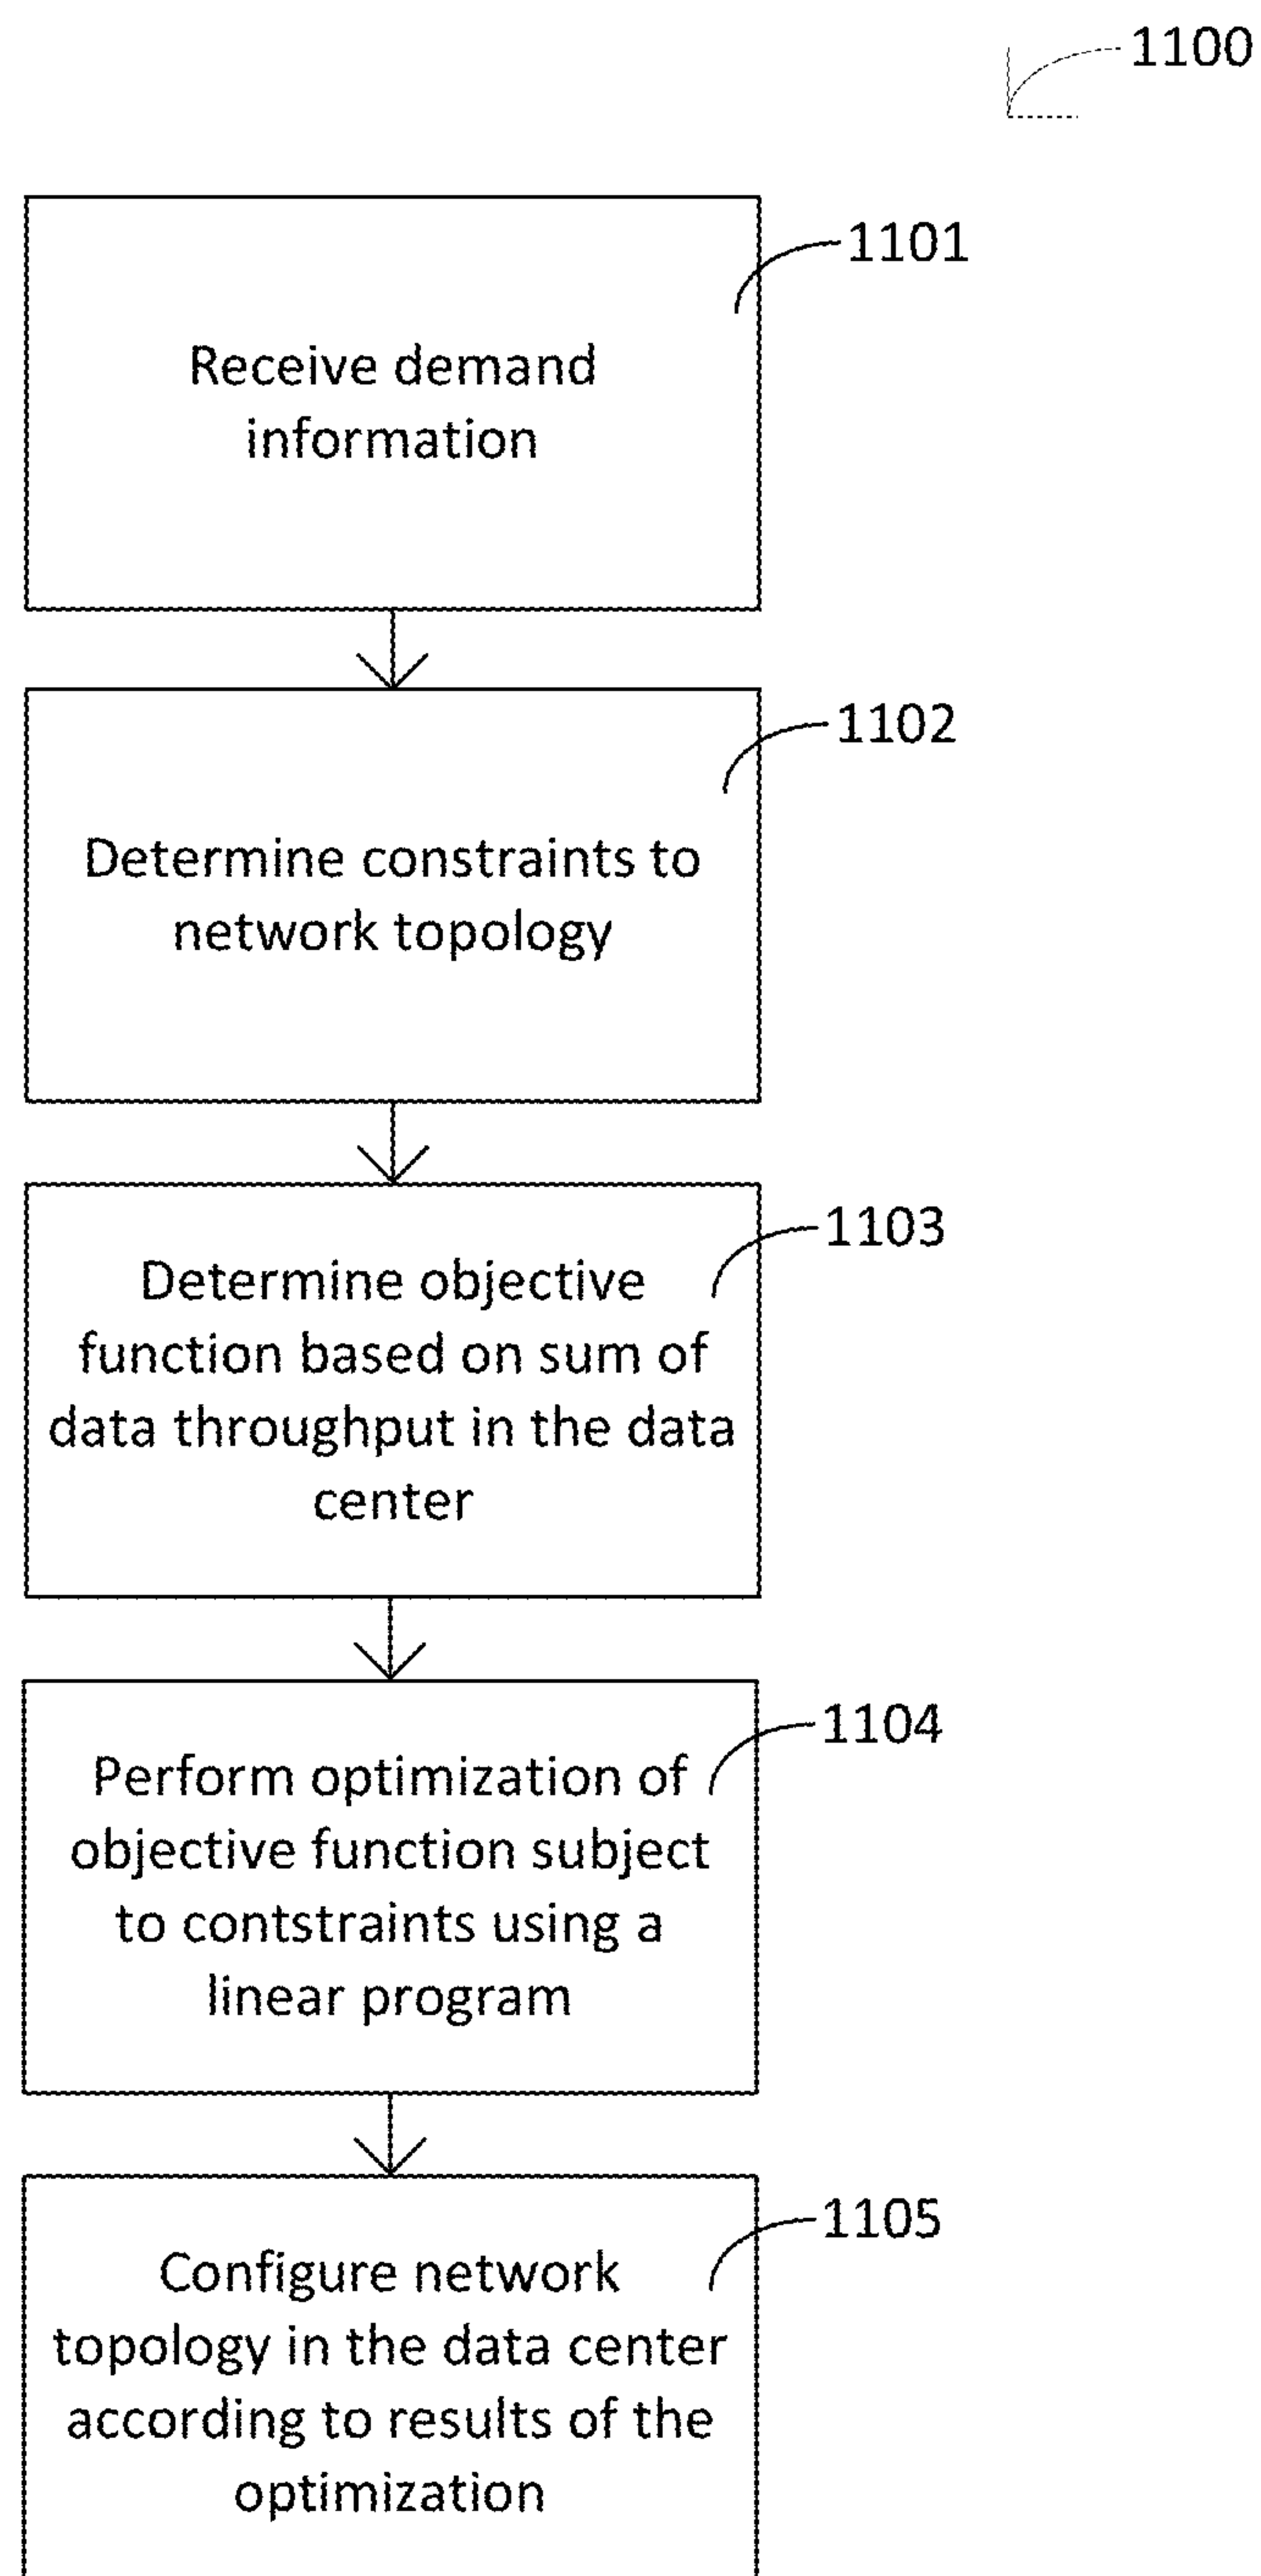 1100
1101
Receive demand
information
1102
Determine constraints to
network topology
1103
Determine objective
function based on sum of
data throughput in the data
center
1104
Perform optimization of
objective function subject
to contstraints using a
linear program
1105
Configure network
topology in the data center
according to results of the
optimization